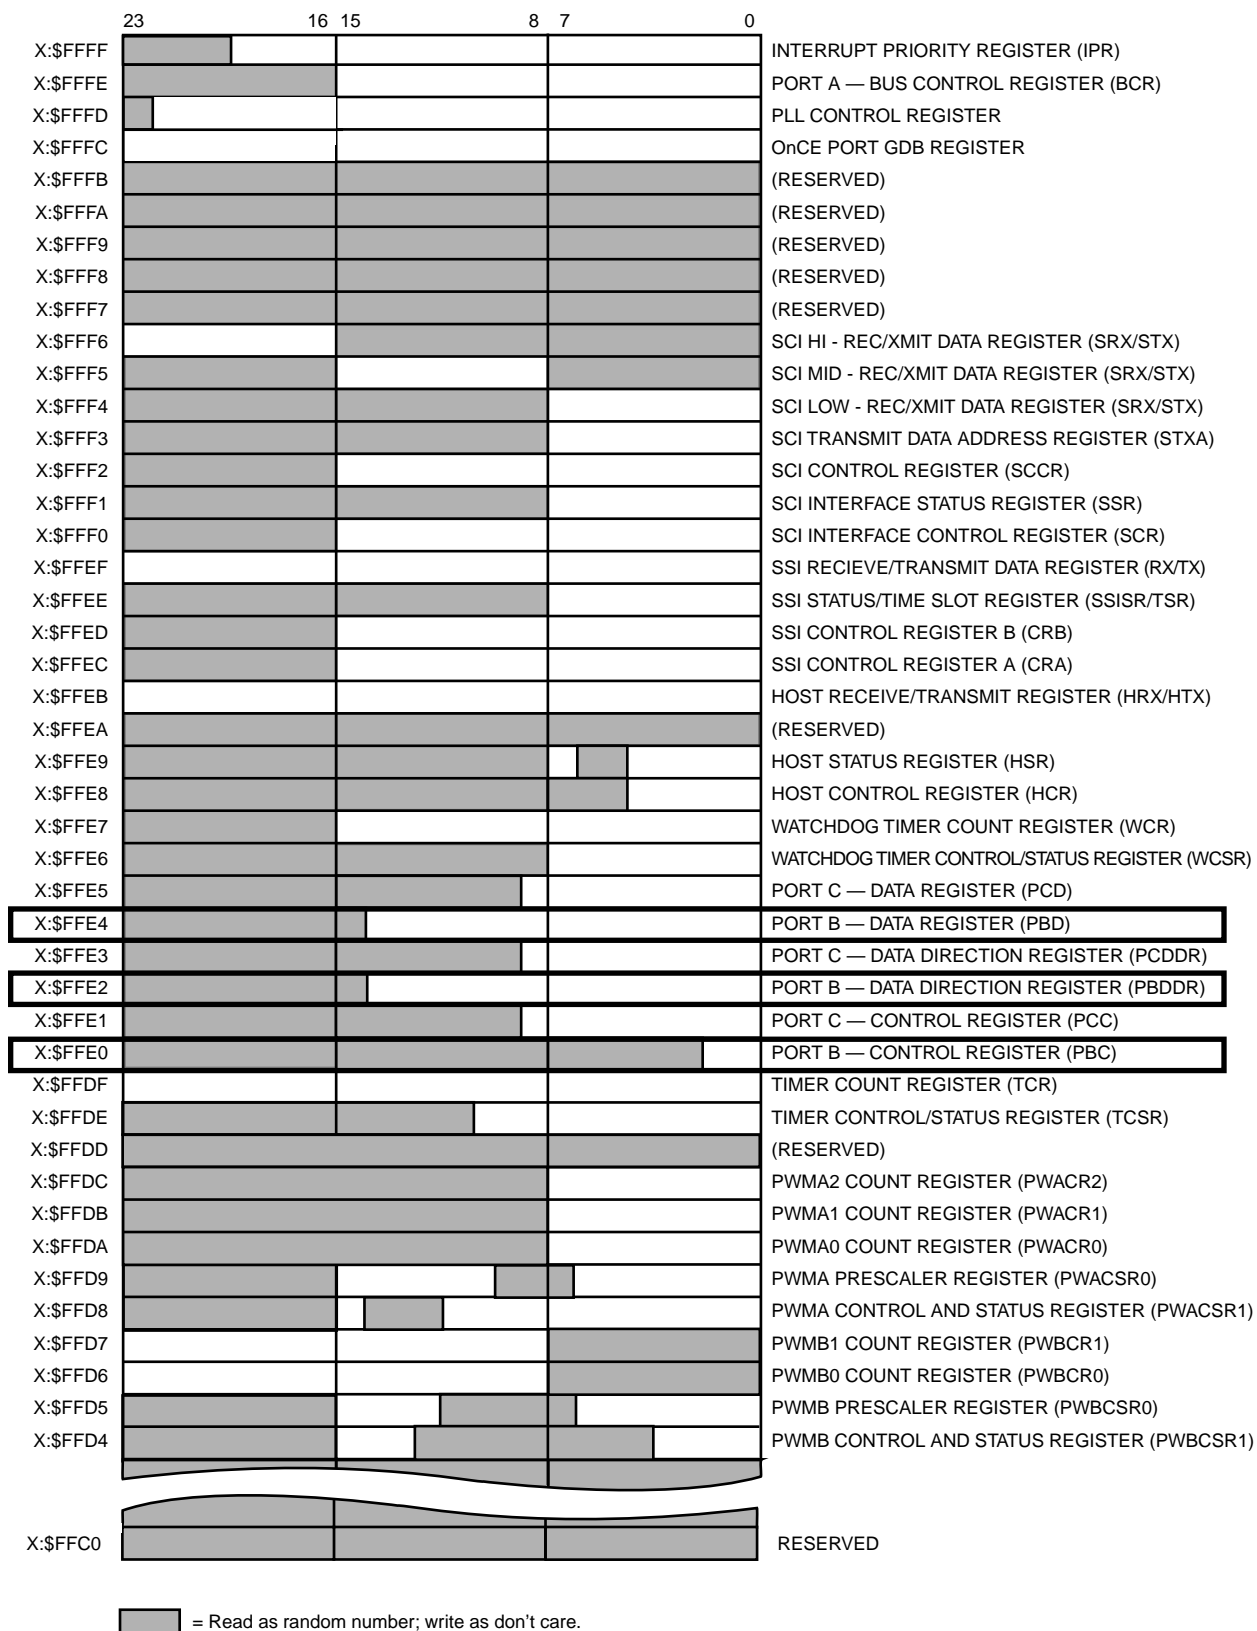 23 16 15 8 7 0
X:$FFFF INTERRUPT PRIORITY REGISTER (IPR)
X:$FFFE PORT A — BUS CONTROL REGISTER (BCR)
X:$FFFD PLL CONTROL REGISTER
X:$FFFC OnCE PORT GDB REGISTER
X:$FFFB (RESERVED)
X:$FFFA (RESERVED)
X:$FFF9 (RESERVED)
X:$FFF8 (RESERVED)
X:$FFF7 (RESERVED)
X:$FFF6 SCI HI - REC/XMIT DATA REGISTER (SRX/STX)
X:$FFF5 SCI MID - REC/XMIT DATA REGISTER (SRX/STX)
X:$FFF4 SCI LOW - REC/XMIT DATA REGISTER (SRX/STX)
X:$FFF3 SCI TRANSMIT DATA ADDRESS REGISTER (STXA)
X:$FFF2 SCI CONTROL REGISTER (SCCR)
X:$FFF1 SCI INTERFACE STATUS REGISTER (SSR)
X:$FFF0 SCI INTERFACE CONTROL REGISTER (SCR)
X:$FFEF SSI RECIEVE/TRANSMIT DATA REGISTER (RX/TX)
X:$FFEE SSI STATUS/TIME SLOT REGISTER (SSISR/TSR)
X:$FFED SSI CONTROL REGISTER B (CRB)
X:$FFEC SSI CONTROL REGISTER A (CRA)
X:$FFEB HOST RECEIVE/TRANSMIT REGISTER (HRX/HTX)
X:$FFEA (RESERVED)
X:$FFE9 HOST STATUS REGISTER (HSR)
X:$FFE8 HOST CONTROL REGISTER (HCR)
X:$FFE7 WATCHDOG TIMER COUNT REGISTER (WCR)
X:$FFE6 WATCHDOG TIMER CONTROL/STATUS REGISTER (WCSR)
X:$FFE5 PORT C — DATA REGISTER (PCD)
X:$FFE4 PORT B — DATA REGISTER (PBD)
X:$FFE3 PORT C — DATA DIRECTION REGISTER (PCDDR)
X:$FFE2 PORT B — DATA DIRECTION REGISTER (PBDDR)
X:$FFE1 PORT C — CONTROL REGISTER (PCC)
X:$FFE0 PORT B — CONTROL REGISTER (PBC)
X:$FFDF TIMER COUNT REGISTER (TCR)
X:$FFDE TIMER CONTROL/STATUS REGISTER (TCSR)
X:$FFDD (RESERVED)
X:$FFDC PWMA2 COUNT REGISTER (PWACR2)
X:$FFDB PWMA1 COUNT REGISTER (PWACR1)
X:$FFDA PWMA0 COUNT REGISTER (PWACR0)
X:$FFD9 PWMA PRESCALER REGISTER (PWACSR0)
X:$FFD8 PWMA CONTROL AND STATUS REGISTER (PWACSR1)
X:$FFD7 PWMB1 COUNT REGISTER (PWBCR1)
X:$FFD6 PWMB0 COUNT REGISTER (PWBCR0)
X:$FFD5 PWMB PRESCALER REGISTER (PWBCSR0)
X:$FFD4 PWMB CONTROL AND STATUS REGISTER (PWBCSR1)
X:$FFC0 RESERVED
= Read as random number; write as don't care.